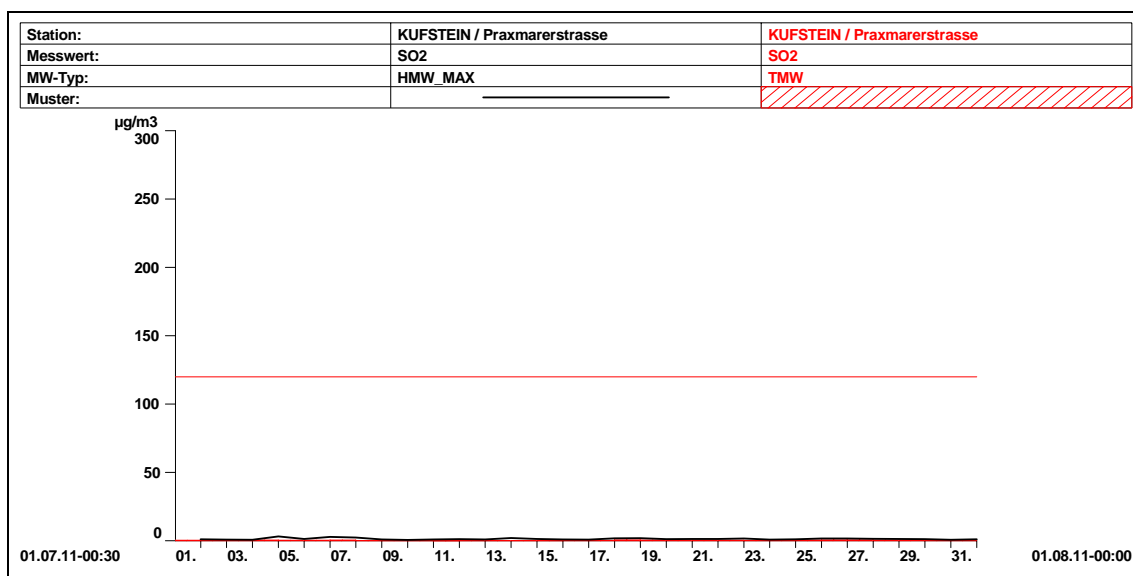 Station: KUFSTEIN / Praxmarerstrasse KUFSTEIN / Praxmarerstrasse
Messwert: SO2 SO2
MW-Typ: HMW_MAX TMW
Muster:
µg/m3
300
250
200
150
100
50
0
01.07.11-00:30 01. 03. 05. 07. 09. 11. 13. 15. 17. 19. 21. 23. 25. 27. 29. 31. 01.08.11-00:00